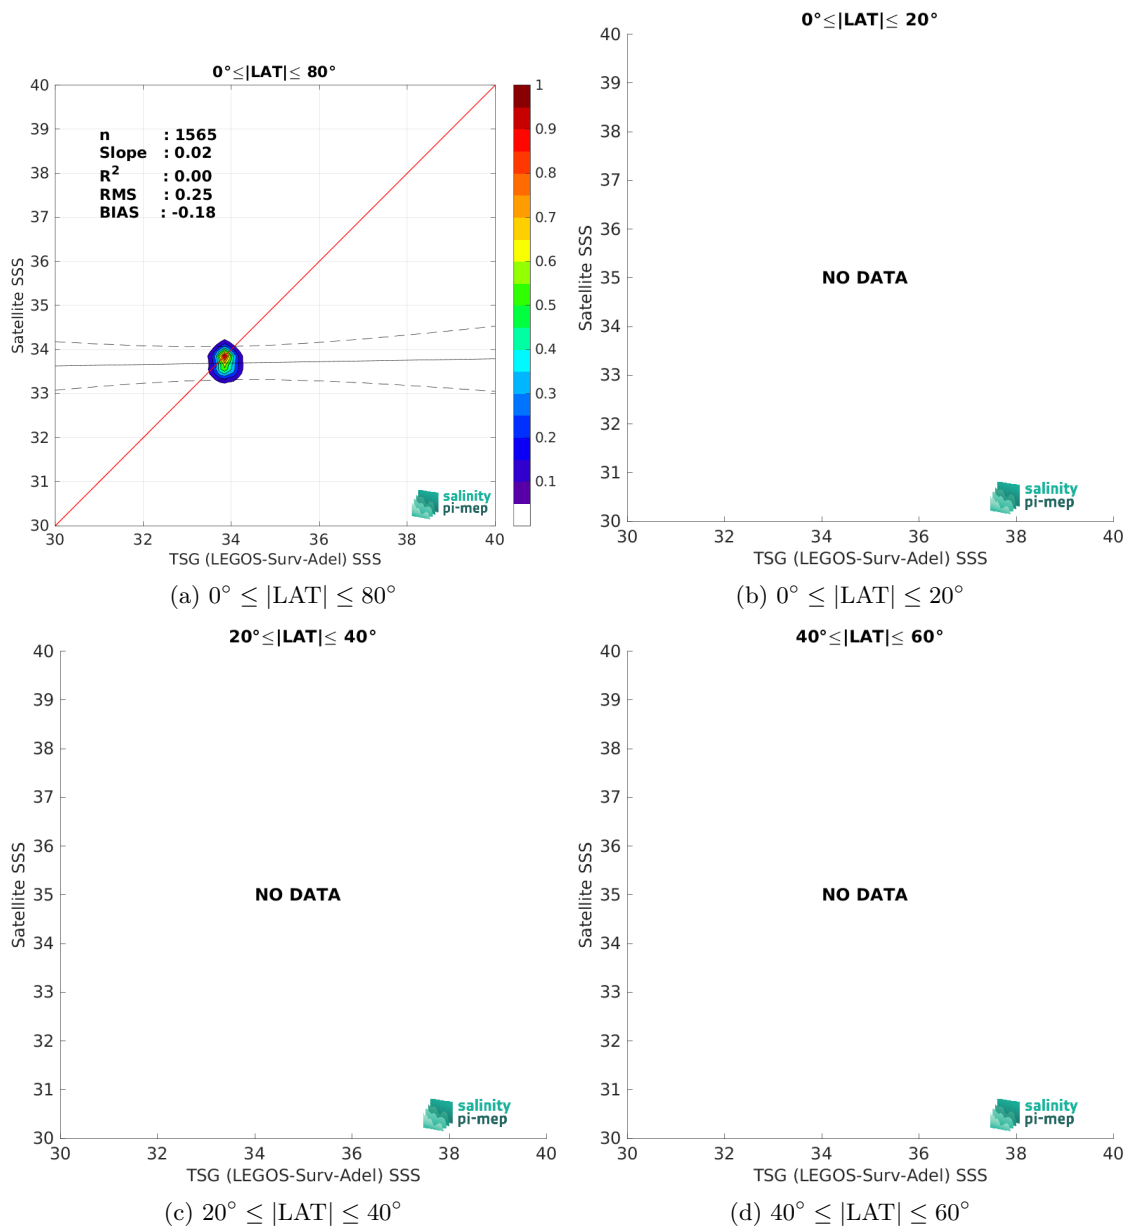 0°≤|LAT|≤ 80°
40
39
38
37
36
35
34
33
32
31
30
Satellite SSS
n : 1565
Slope : 0.02
R² : 0.00
RMS : 0.25
BIAS : -0.18
1
0.9
0.8
0.7
0.6
0.5
0.4
0.3
0.2
0.1
salinity
pi-mep
30 32 34 36 38 40
TSG (LEGOS-Surv-Adel) SSS
(a) 0° ≤ |LAT| ≤ 80°
0°≤|LAT|≤ 20°
40
39
38
37
36
35
34
33
32
31
30
Satellite SSS
NO DATA
salinity
pi-mep
30 32 34 36 38 40
TSG (LEGOS-Surv-Adel) SSS
(b) 0° ≤ |LAT| ≤ 20°
20°≤|LAT|≤ 40°
40
39
38
37
36
35
34
33
32
31
30
Satellite SSS
NO DATA
salinity
pi-mep
30 32 34 36 38 40
TSG (LEGOS-Surv-Adel) SSS
(c) 20° ≤ |LAT| ≤ 40°
40°≤|LAT|≤ 60°
40
39
38
37
36
35
34
33
32
31
30
Satellite SSS
NO DATA
salinity
pi-mep
30 32 34 36 38 40
TSG (LEGOS-Surv-Adel) SSS
(d) 40° ≤ |LAT| ≤ 60°